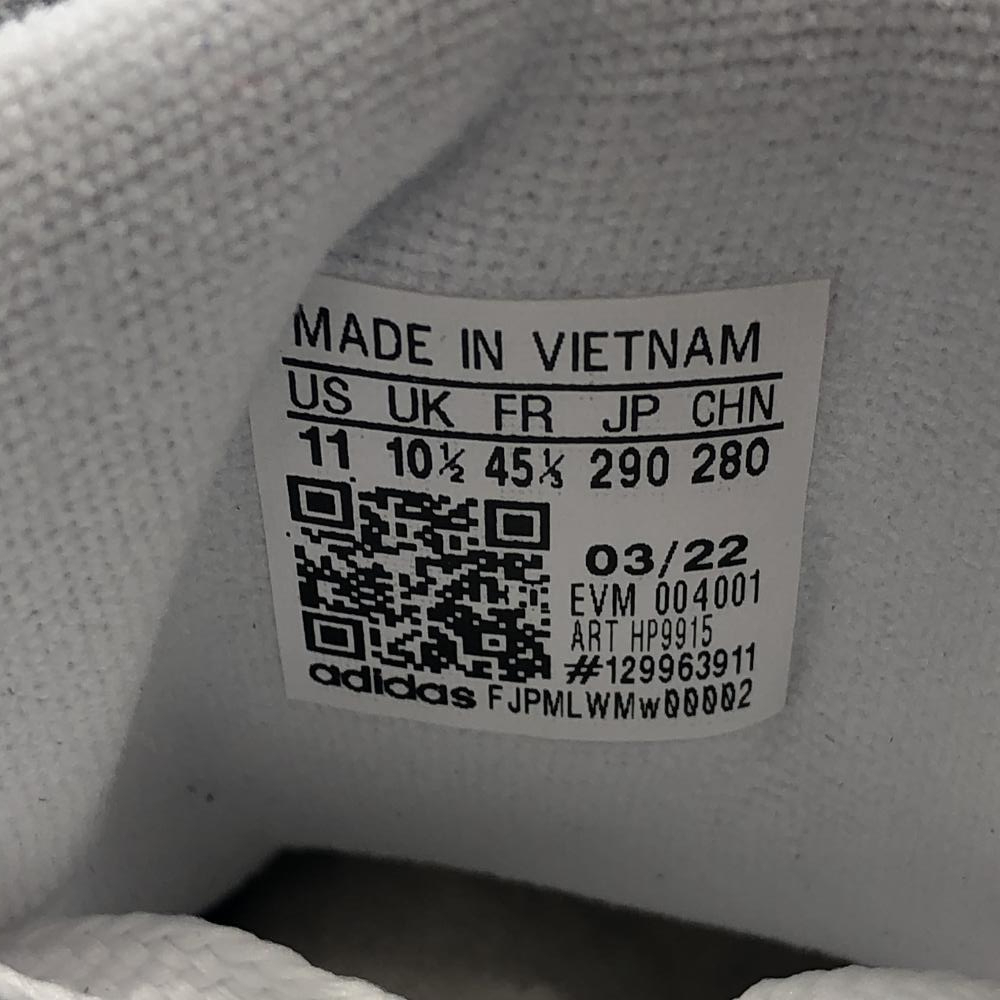 MADE IN VIETNAM
US UK FR JP CHN
11 10½ 45⅓ 290 280
03/22
EVM 004001
ART HP9915
#129963911
adidas FJPMLWMw00002